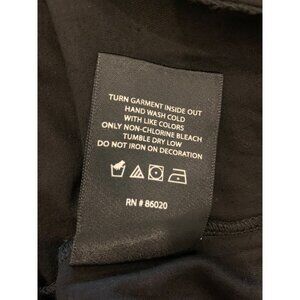 TURN GARMENT INSIDE OUT
HAND WASH COLD
WITH LIKE COLORS
ONLY NON-CHLORINE BLEACH
TUMBLE DRY LOW
DO NOT IRON ON DECORATION
RN # 86020